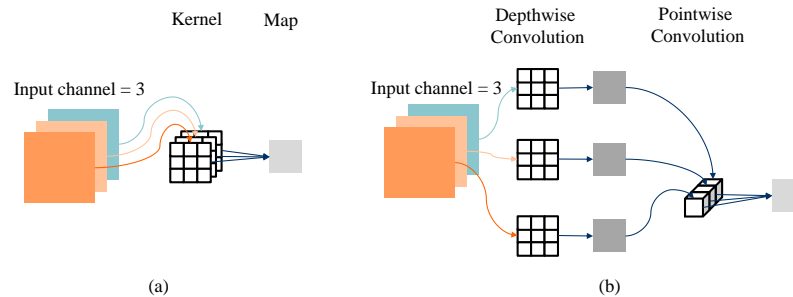 Kernel
Map
Input channel = 3
(a)
Depthwise
Convolution
Pointwise
Convolution
Input channel = 3
(b)